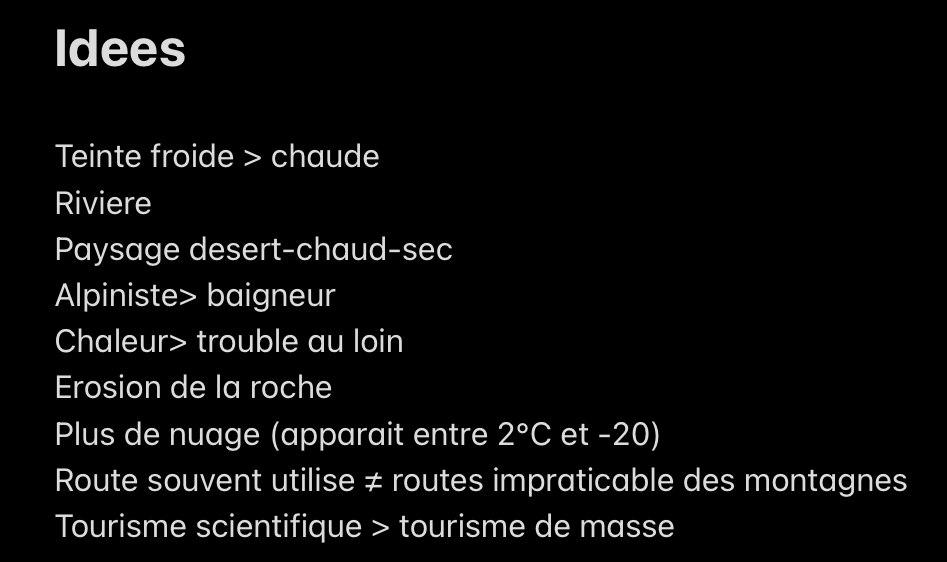 Idees
Teinte froide > chaude
Riviere
Paysage desert-chaud-sec
Alpiniste> baigneur
Chaleur> trouble au loin
Erosion de la roche
Plus de nuage (apparait entre 2°C et -20)
Route souvent utilise ≠ routes impraticable des montagnes
Tourisme scientifique > tourisme de masse